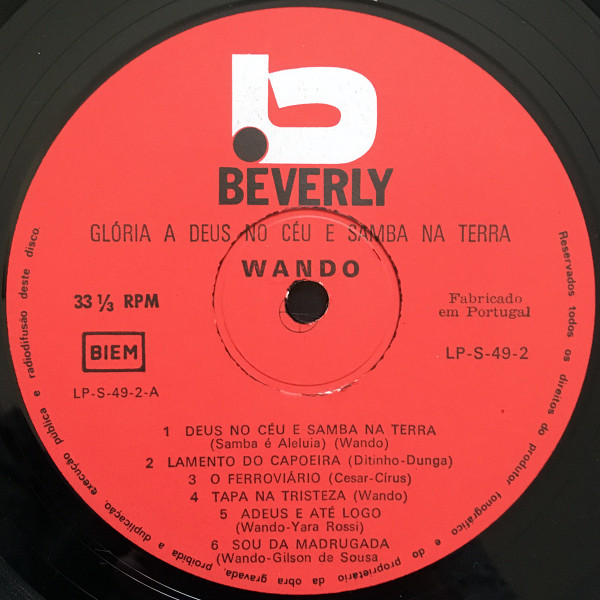 b
BEVERLY
GLÓRIA A DEUS NO CÉU E SAMBA NA TERRA
WANDO
33 ⅓ RPM
BIEM
LP-S-49-2-A
Fabricado
em Portugal
LP-S-49-2
1 DEUS NO CÉU E SAMBA NA TERRA
(Samba é Aleluia) (Wando)
2 LAMENTO DO CAPOEIRA (Ditinho-Dunga)
3 O FERROVIÁRIO (Cesar-Círus)
4 TAPA NA TRISTEZA (Wando)
5 ADEUS E ATÉ LOGO
(Wando-Yara Rossi)
6 SOU DA MADRUGADA
(Wando-Gilson de Sousa
Reservados todos os direitos do produtor fonográfico e do proprietário da obra gravada. proibida a duplicação, execução pública e radiodifusão deste disco.